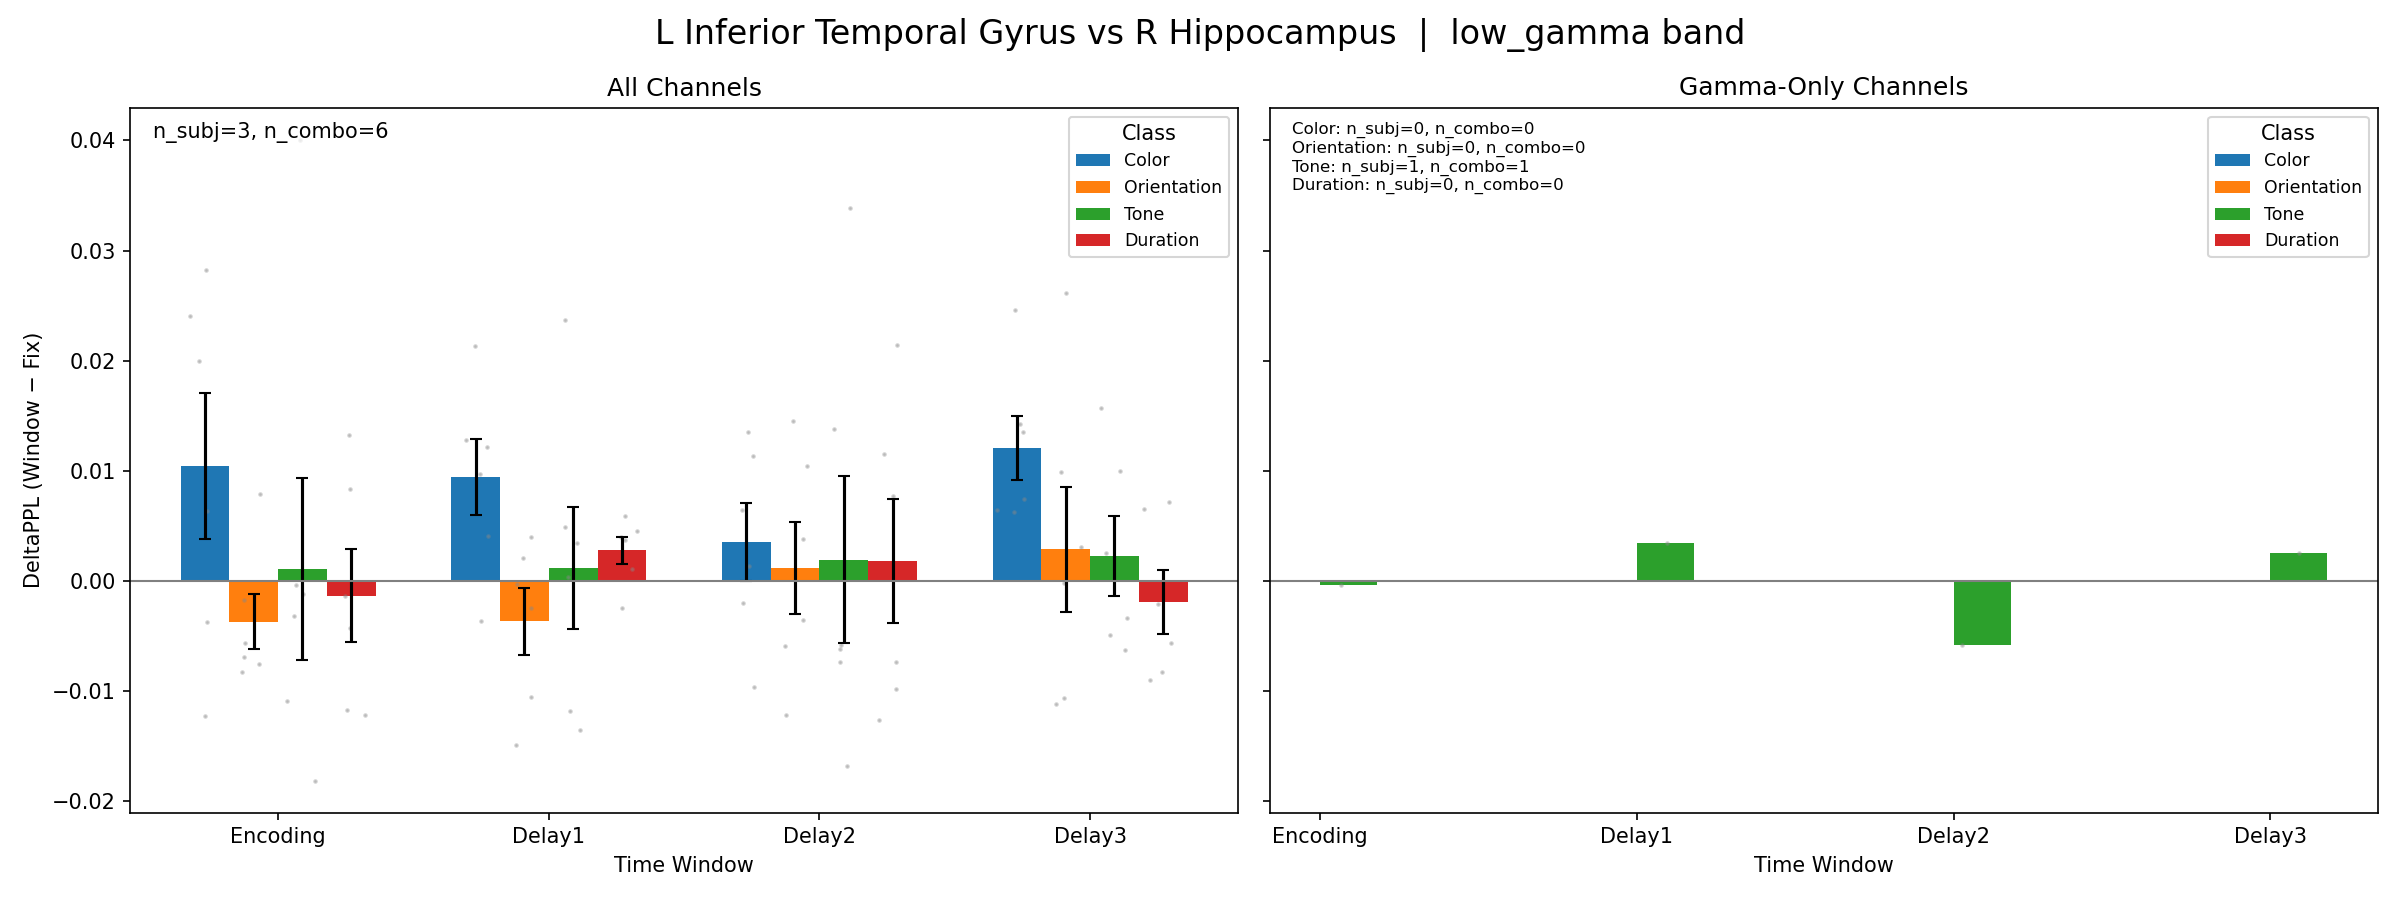 L Inferior Temporal Gyrus vs R Hippocampus | low_gamma band
All Channels
n_subj=3, n_combo=6
Class
Color
Orientation
Tone
Duration
DeltaPPL (Window − Fix)
0.04
0.03
0.02
0.01
0.00
−0.01
−0.02
Encoding
Delay1
Delay2
Delay3
Time Window
Gamma-Only Channels
Color: n_subj=0, n_combo=0
Orientation: n_subj=0, n_combo=0
Tone: n_subj=1, n_combo=1
Duration: n_subj=0, n_combo=0
Class
Color
Orientation
Tone
Duration
Encoding
Delay1
Delay2
Delay3
Time Window